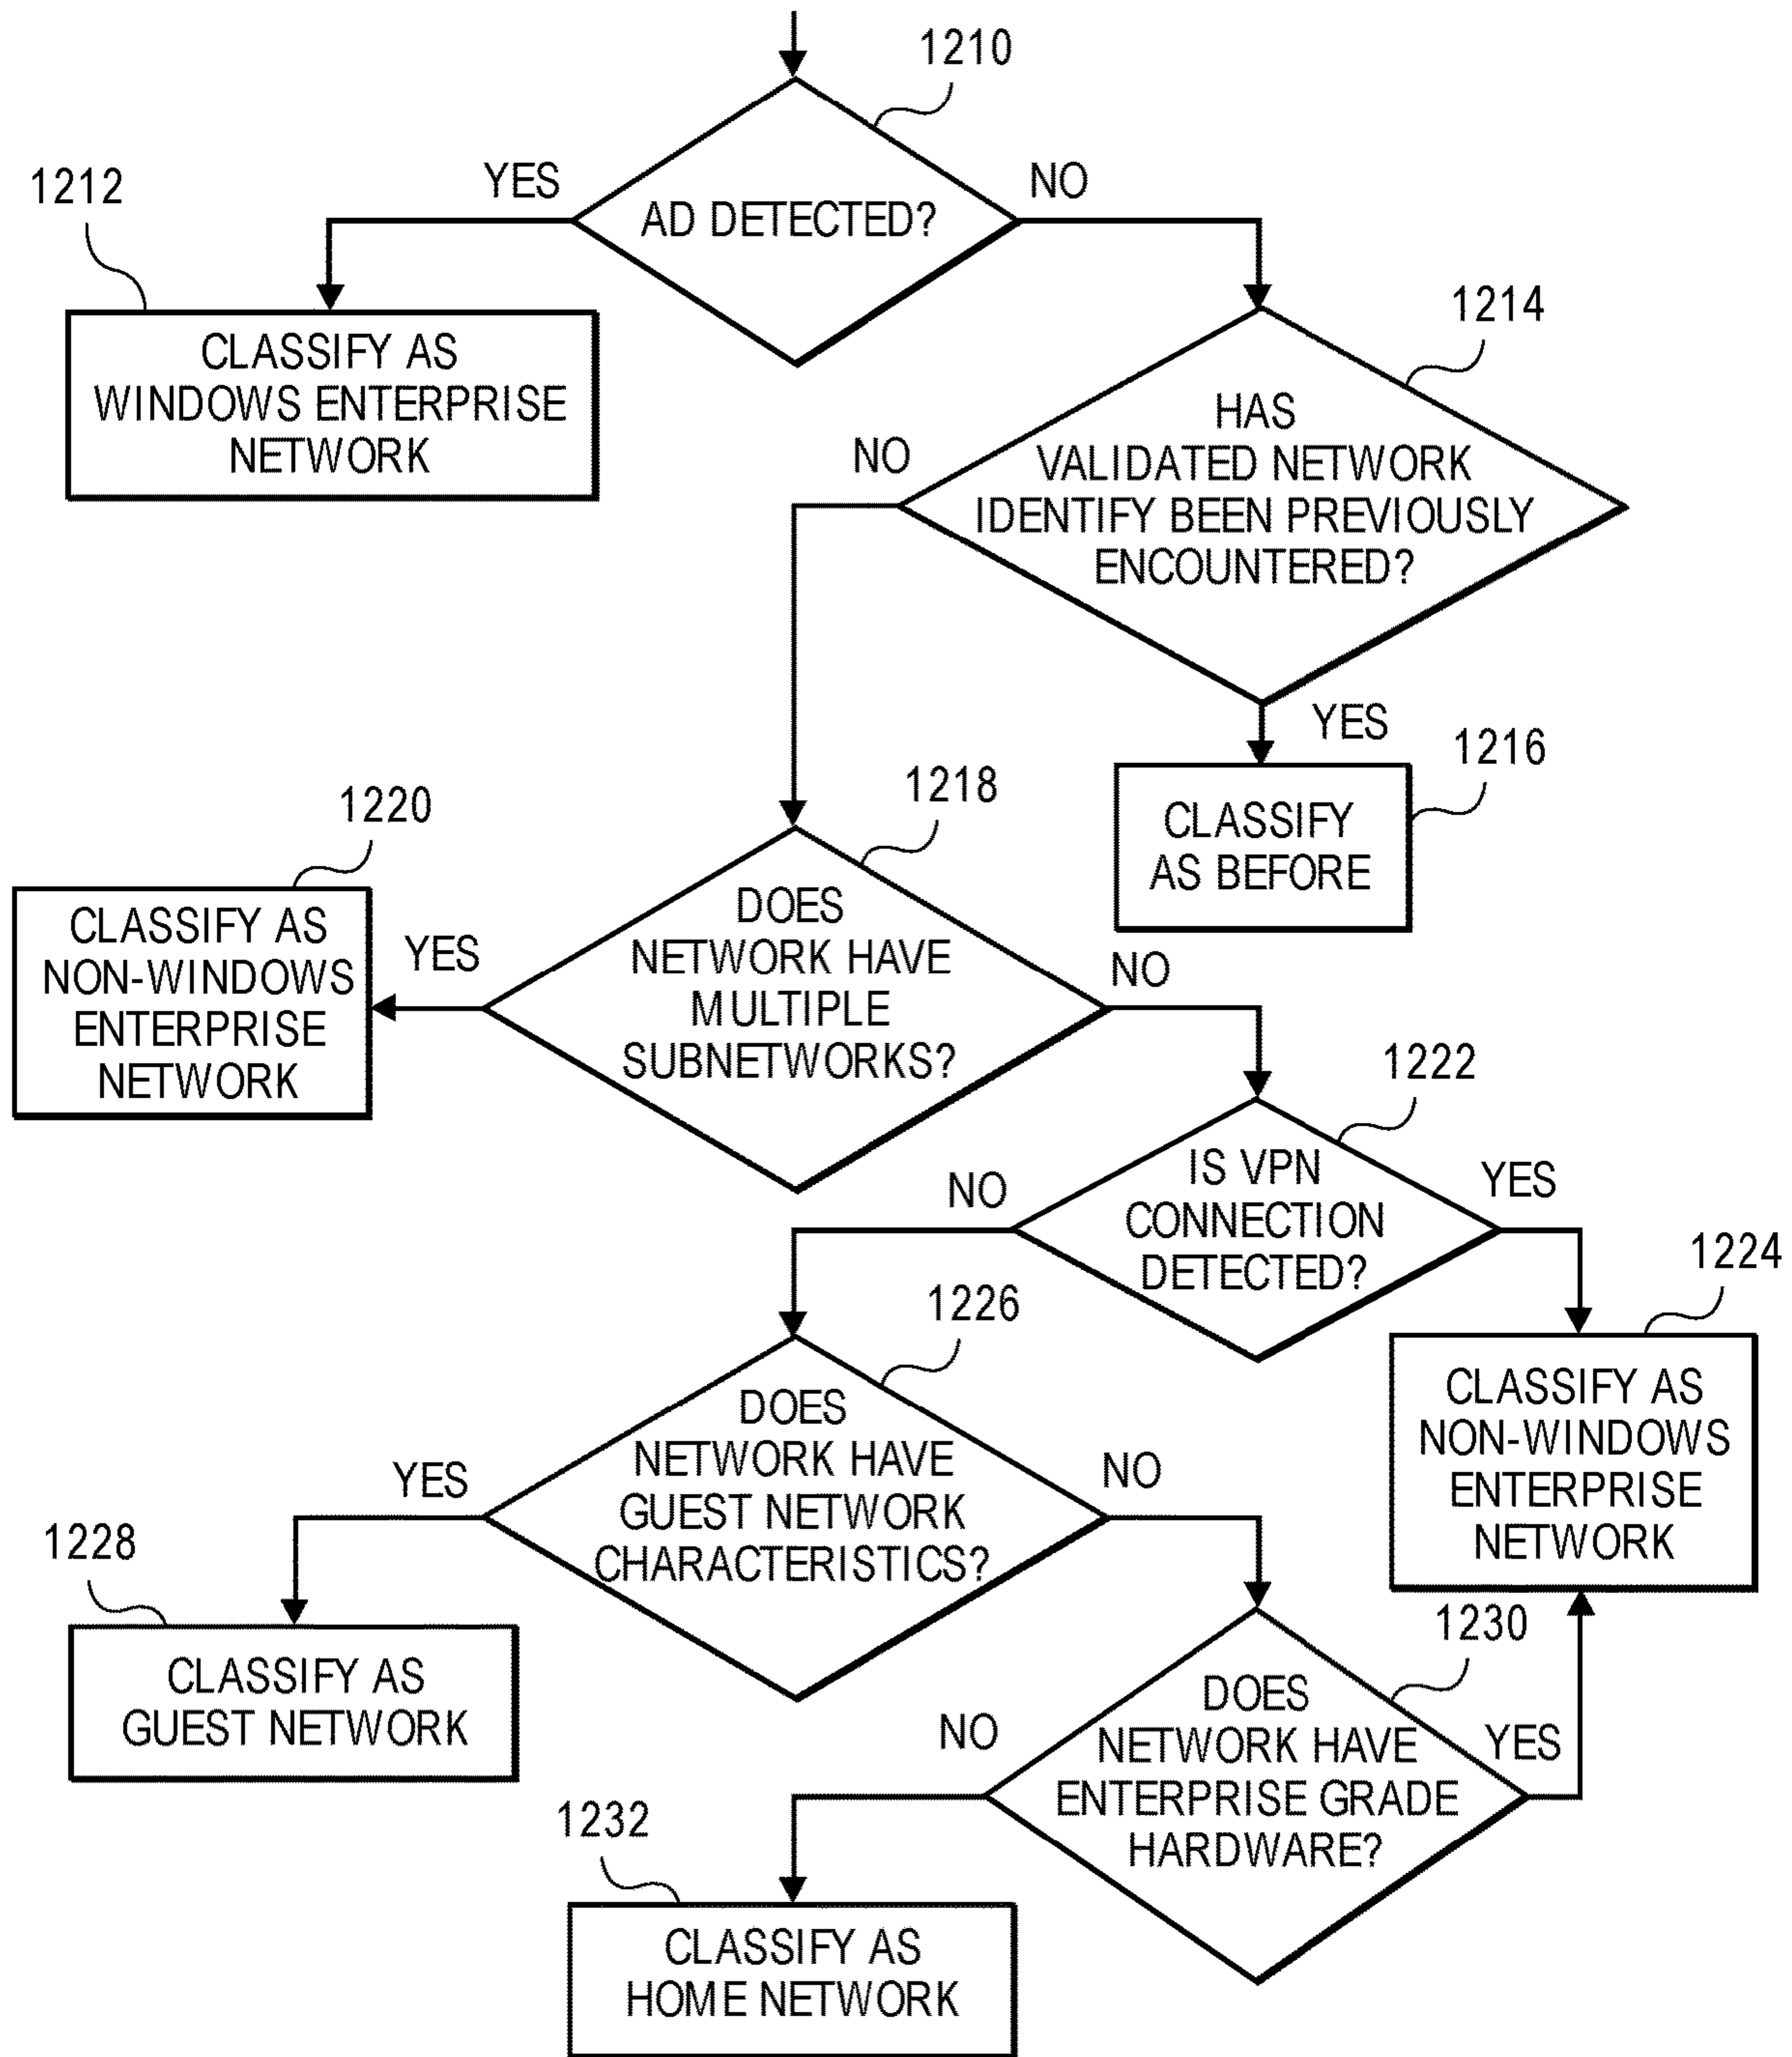 1210
YES
NO
1212
AD DETECTED?
CLASSIFY AS
WINDOWS ENTERPRISE
NETWORK
1214
HAS
VALIDATED NETWORK
IDENTIFY BEEN PREVIOUSLY
ENCOUNTERED?
NO
YES
1216
CLASSIFY
AS BEFORE
1218
1220
DOES
NETWORK HAVE
MULTIPLE
SUBNETWORKS?
YES
NO
CLASSIFY AS
NON-WINDOWS
ENTERPRISE
NETWORK
1222
IS VPN
CONNECTION
DETECTED?
NO
YES
1224
CLASSIFY AS
NON-WINDOWS
ENTERPRISE
NETWORK
1226
DOES
NETWORK HAVE
GUEST NETWORK
CHARACTERISTICS?
YES
NO
1228
CLASSIFY AS
GUEST NETWORK
1230
DOES
NETWORK HAVE
ENTERPRISE GRADE
HARDWARE?
NO
YES
1232
CLASSIFY AS
HOME NETWORK